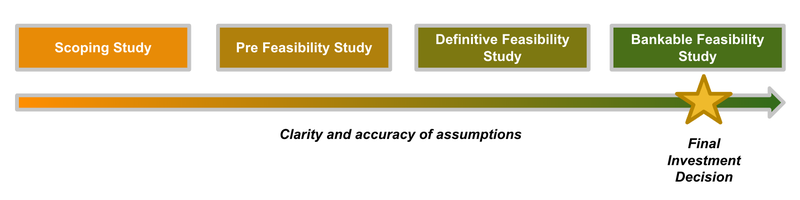 Scoping Study
Pre Feasibility Study
Definitive Feasibility
Study
Bankable Feasibility
Study
Clarity and accuracy of assumptions
Final
Investment
Decision